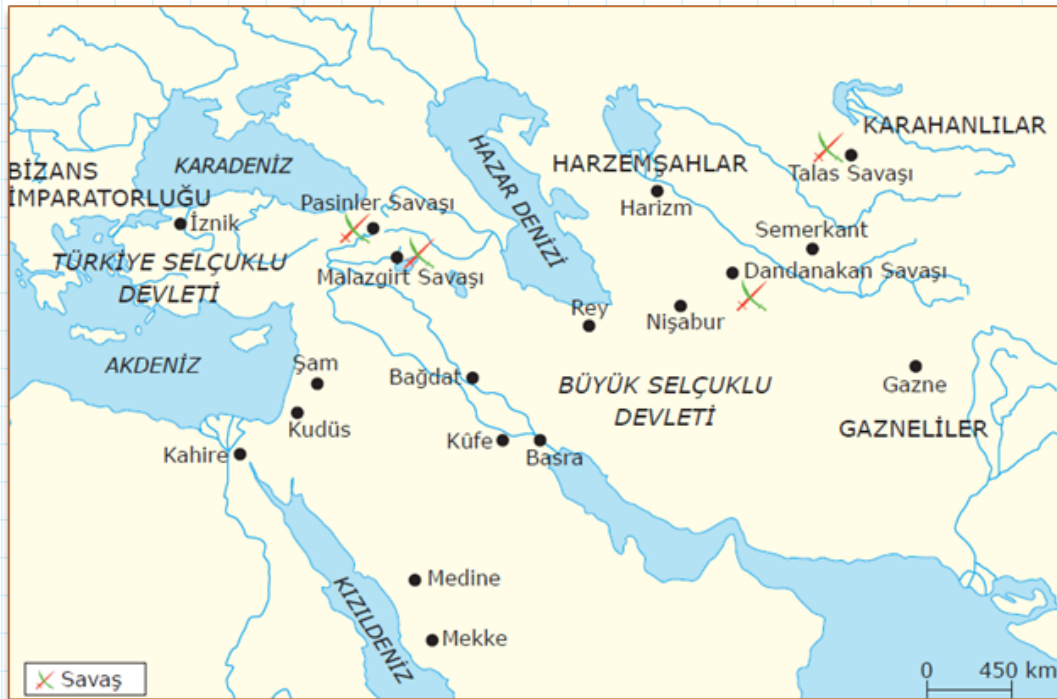 KARADENİZ
BİZANS
İMPARATORLUĞU
İznik
TÜRKİYE SELÇUKLU
DEVLETİ
Pasinler Savaşı
Malazgirt Savaşı
HAZAR DENİZİ
HARZEMŞAHLAR
Harizm
KARAHANLILAR
Talas Savaşı
Semerkant
Dandanakan Savaşı
Rey
Nişabur
AKDENİZ
Şam
Kudüs
Kahire
Bağdat
Kûfe
Basra
BÜYÜK SELÇUKLU
DEVLETİ
Gazne
GAZNELİLER
KIZILDENİZ
Medine
Mekke
Savaş
0 450 km